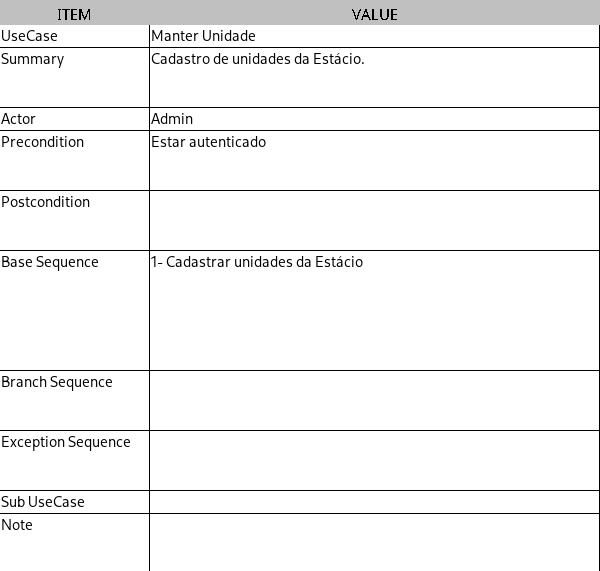 ITEM VALUE
UseCase Manter Unidade
Summary Cadastro de unidades da Estácio.
Actor Admin
Precondition Estar autenticado
Postcondition
Base Sequence 1- Cadastrar unidades da Estácio
Branch Sequence
Exception Sequence
Sub UseCase
Note